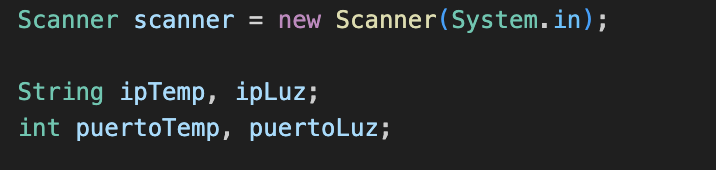 Scanner scanner = new Scanner(System.in);
String ipTemp, ipLuz;
int puertoTemp, puertoLuz;